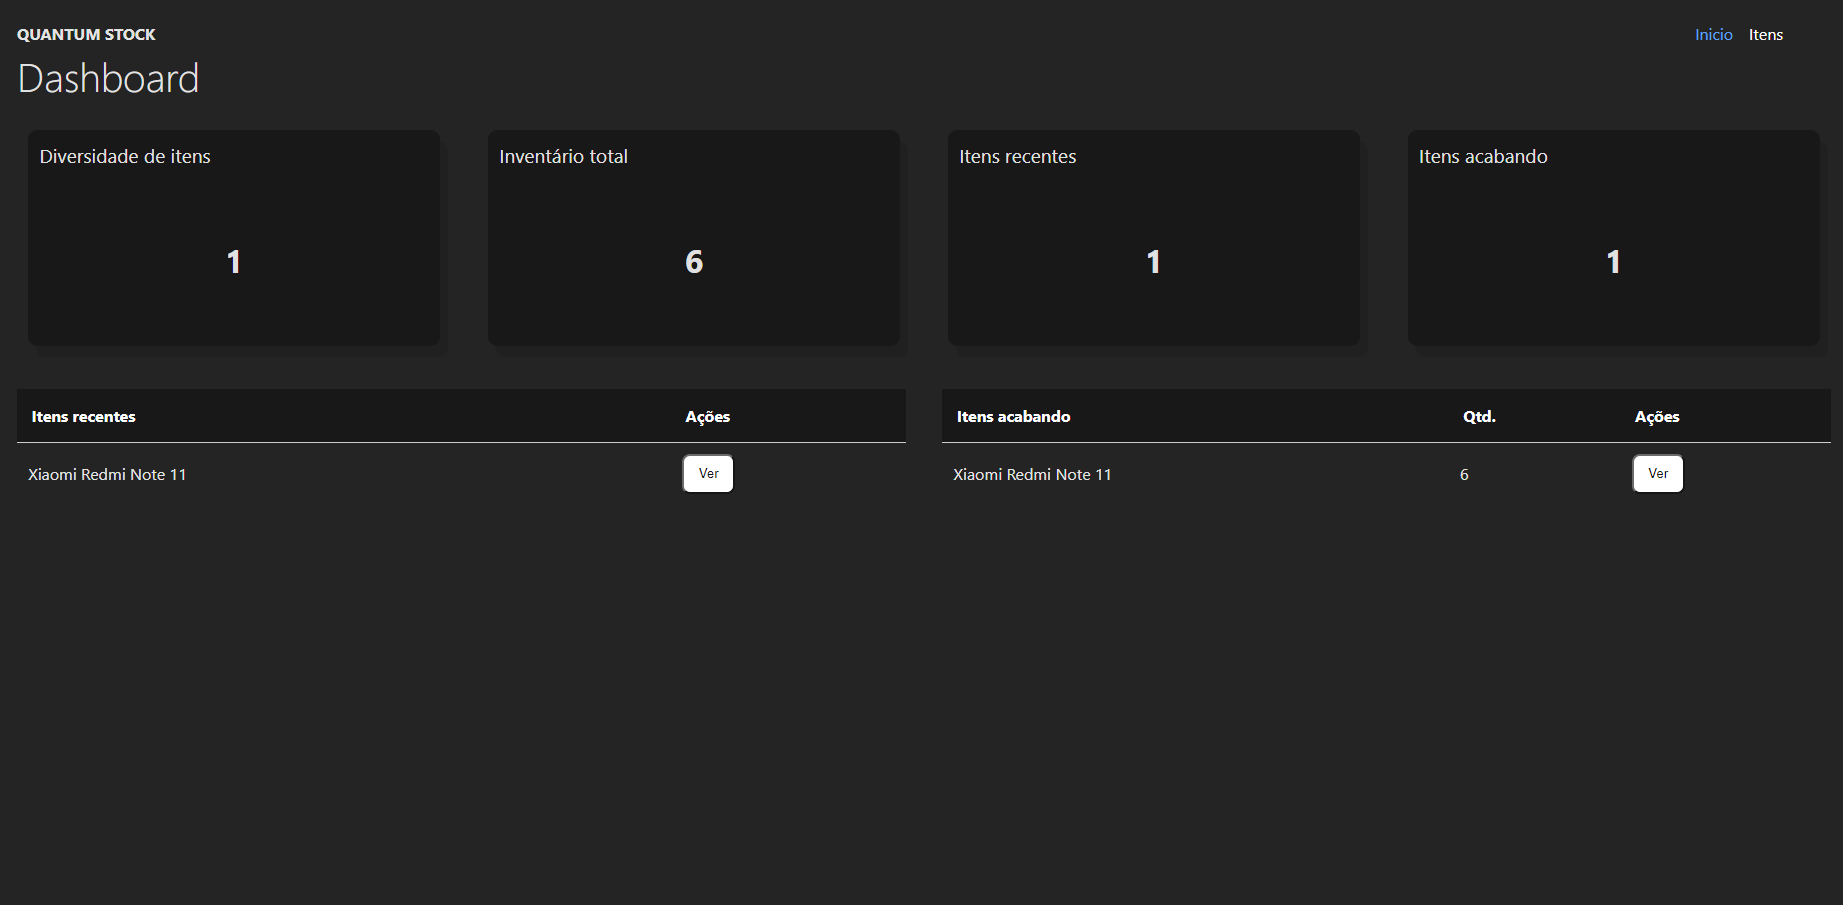 QUANTUM STOCK
Inicio Itens
Dashboard
Diversidade de itens
1
Inventário total
6
Itens recentes
1
Itens acabando
1
Itens recentes Ações
Xiaomi Redmi Note 11 Ver
Itens acabando Qtd. Ações
Xiaomi Redmi Note 11 6 Ver